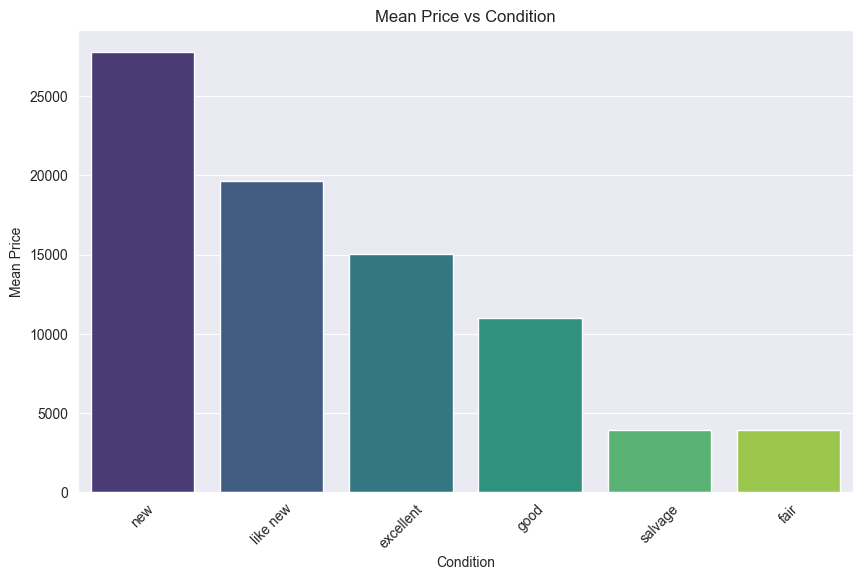 Mean Price vs Condition
Mean Price
25000
20000
15000
10000
5000
0
new
like new
excellent
good
salvage
fair
Condition